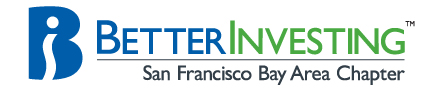 BETTERINVESTING™
San Francisco Bay Area Chapter